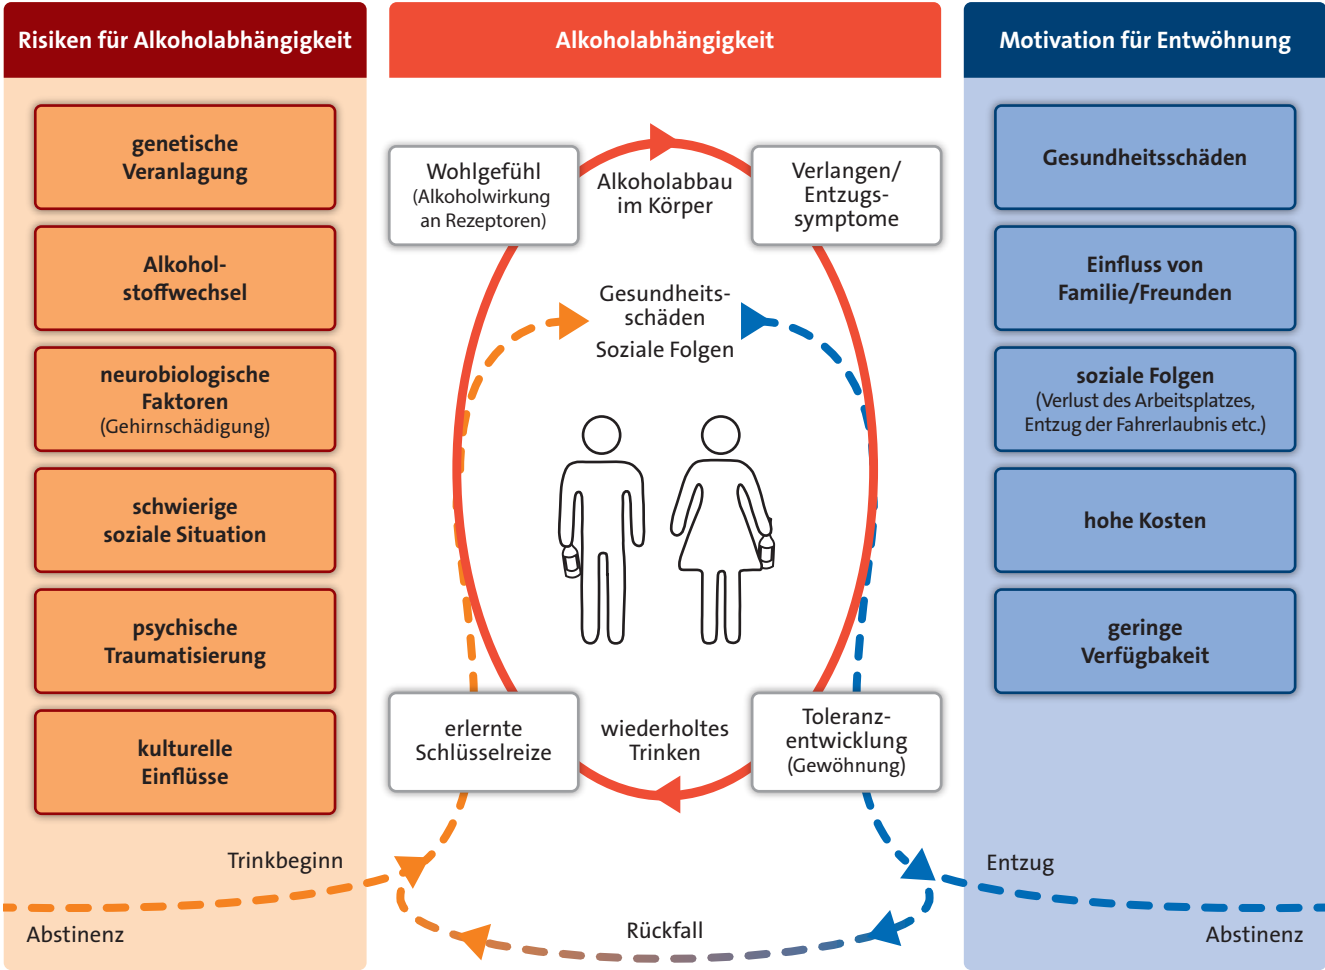 Risiken für Alkoholabhängigkeit
genetische
Veranlagung
Alkohol-
stoffwechsel
neurobiologische
Faktoren
(Gehirnschädigung)
schwierige
soziale Situation
psychische
Traumatisierung
kulturelle
Einflüsse
Trinkbeginn
Abstinenz
Alkoholabhängigkeit
Wohlgefühl
(Alkoholwirkung
an Rezeptoren)
Alkoholabbau
im Körper
Verlangen/
Entzugs-
symptome
Gesundheits-
schäden
Soziale Folgen
erlernte
Schlüsselreize
wiederholtes
Trinken
Toleranz-
entwicklung
(Gewöhnung)
Rückfall
Motivation für Entwöhnung
Gesundheitsschäden
Einfluss von
Familie/Freunden
soziale Folgen
(Verlust des Arbeitsplatzes,
Entzug der Fahrerlaubnis etc.)
hohe Kosten
geringe
Verfügbakeit
Entzug
Abstinenz